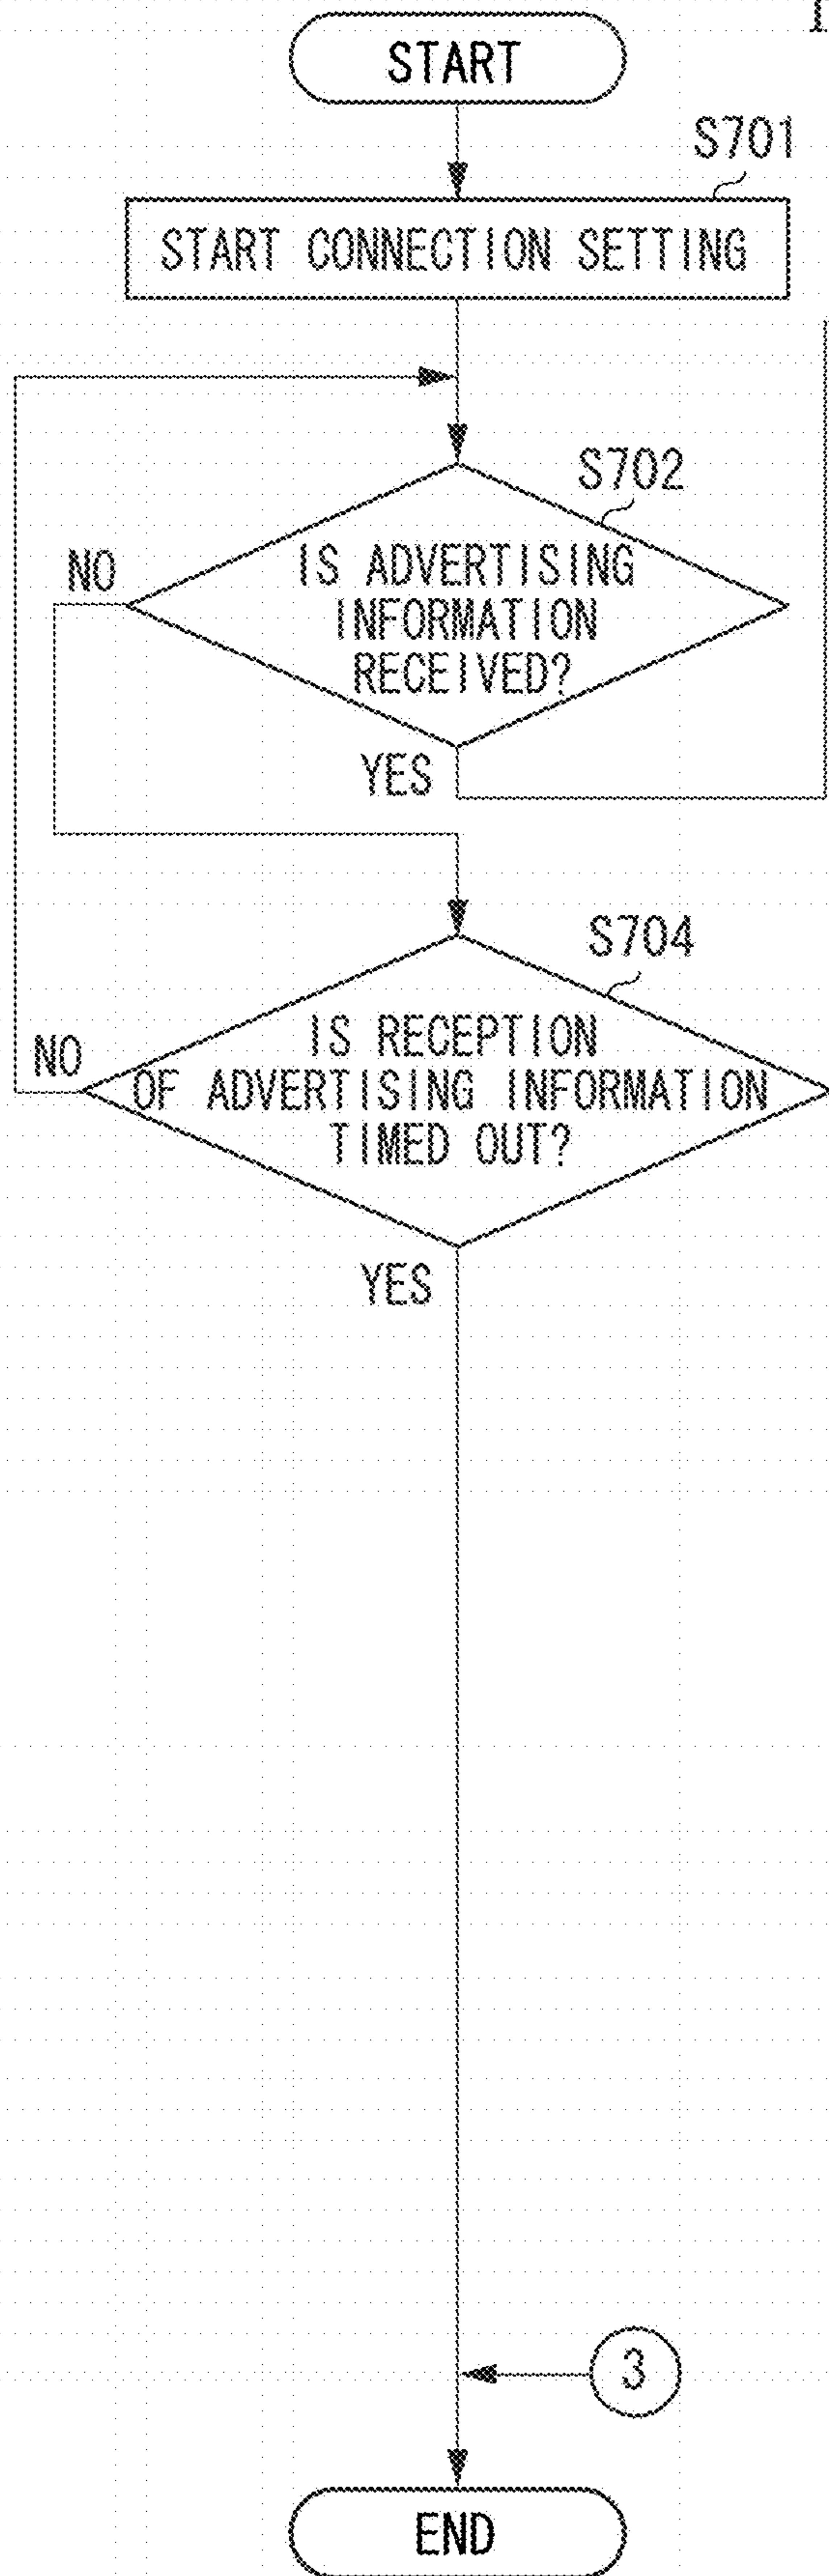 START
S701
START CONNECTION SETTING
S702
NO
IS ADVERTISING
INFORMATION
RECEIVED?
YES
S704
NO
IS RECEPTION
OF ADVERTISING INFORMATION
TIMED OUT?
YES
3
END